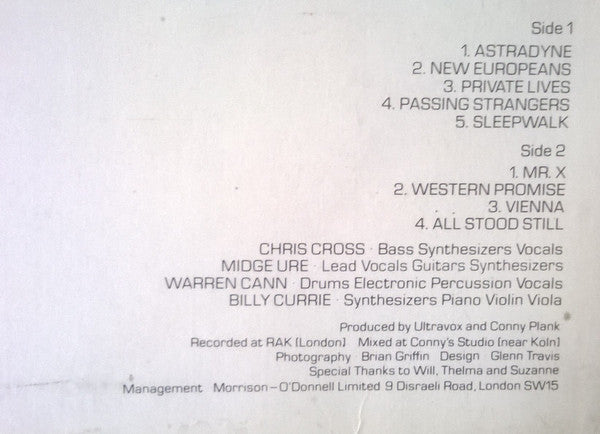 Side 1
1. ASTRADYNE
2. NEW EUROPEANS
3. PRIVATE LIVES
4. PASSING STRANGERS
5. SLEEPWALK
Side 2
1. MR. X
2. WESTERN PROMISE
3. VIENNA
4. ALL STOOD STILL
CHRIS CROSS · Bass Synthesizers Vocals
MIDGE URE · Lead Vocals Guitars Synthesizers
WARREN CANN · Drums Electronic Percussion Vocals
BILLY CURRIE · Synthesizers Piano Violin Viola
Produced by Ultravox and Conny Plank
Recorded at RAK (London) Mixed at Conny's Studio (near Koln)
Photography · Brian Griffin Design Glenn Travis
Special Thanks to Will, Thelma and Suzanne
Management Morrison–O'Donnell Limited 9 Disraeli Road, London SW15